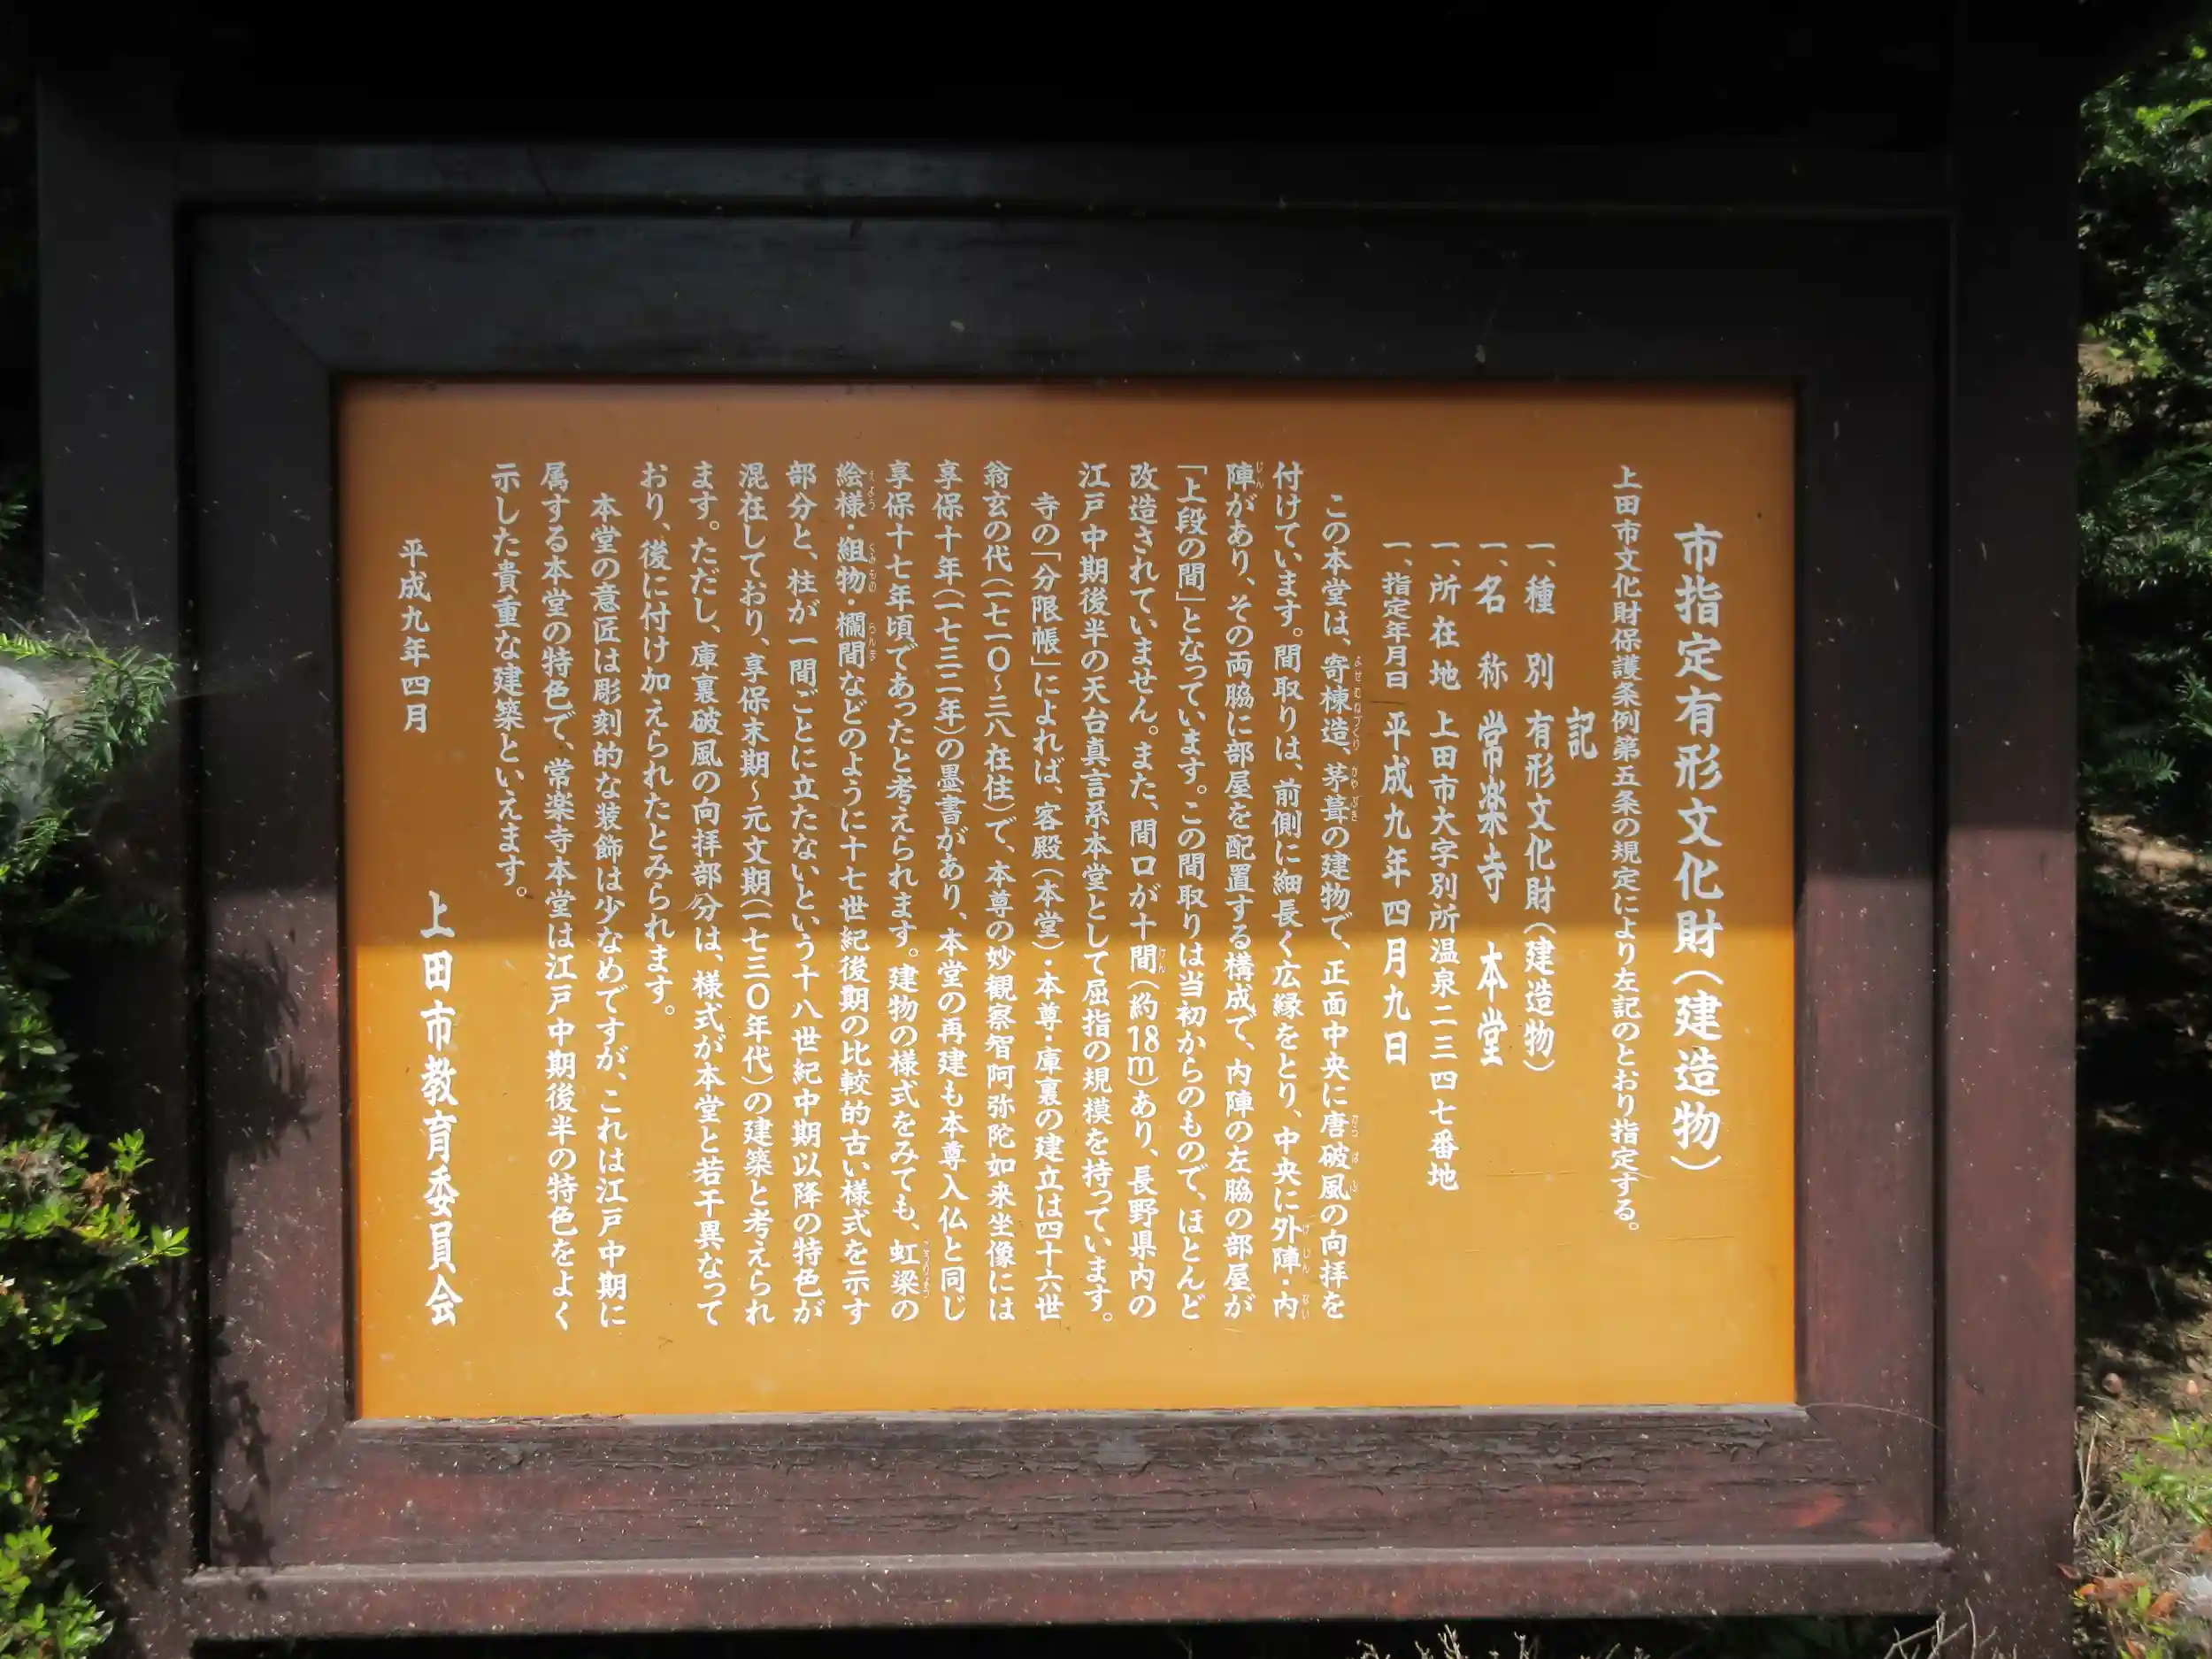 市指定有形文化財(建造物)
上田市文化財保護条例第五条の規定により左記のとおり指定する。
記
一、種　別　有形文化財(建造物)
一、名　称　常楽寺　本堂
一、所在地　上田市大字別所温泉二三四七番地
一、指定年月日　平成九年四月九日
この本堂は、寄棟造、茅葺の建物で、正面中央に唐破風の向拝を
付けています。間取りは、前側に細長く広縁をとり、中央に外陣・内
陣があり、その両脇に部屋を配置する構成で、内陣の左脇の部屋が
「上段の間」となっています。この間取りは当初からのもので、ほとんど
改造されていません。また、間口が十間(約18m)あり、長野県内の
江戸中期後半の天台真言系本堂として屈指の規模を持っています。
寺の「分限帳」によれば、客殿(本堂)・本尊・庫裏の建立は四十六世
翁玄の代(一七一〇〜三八在住)で、本尊の妙観察智阿弥陀如来坐像には
享保十年(一七三二年)の墨書があり、本堂の再建も本尊入仏と同じ
享保十七年頃であったと考えられます。建物の様式をみても、虹梁の
絵様・組物・欄間などのように十七世紀後期の比較的古い様式を示す
部分と、柱が一間ごとに立たないという十八世紀中期以降の特色が
混在しており、享保末期〜元文期(一七三〇年代)の建築と考えられ
ます。ただし、庫裏破風の向拝部分は、様式が本堂と若干異なって
おり、後に付け加えられたとみられます。
本堂の意匠は彫刻的な装飾は少なめですが、これは江戸中期に
属する本堂の特色で、常楽寺本堂は江戸中期後半の特色をよく
示した貴重な建築といえます。
平成九年四月
上田市教育委員会